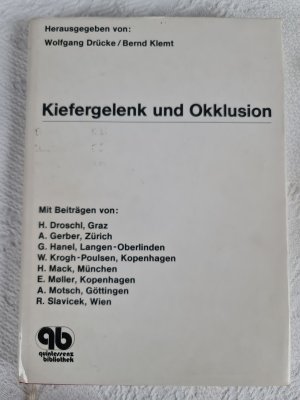 Herausgegeben von:
Wolfgang Drücke/Bernd Klemt
Kiefergelenk und Okklusion
Mit Beiträgen von:
H. Droschl, Graz
A. Gerber, Zürich
G. Hanel, Langen-Oberlinden
W. Krogh-Poulsen, Kopenhagen
H. Mack, München
E. Møller, Kopenhagen
A. Motsch, Göttingen
R. Slavicek, Wien
qb
quintessenz
bibliothek